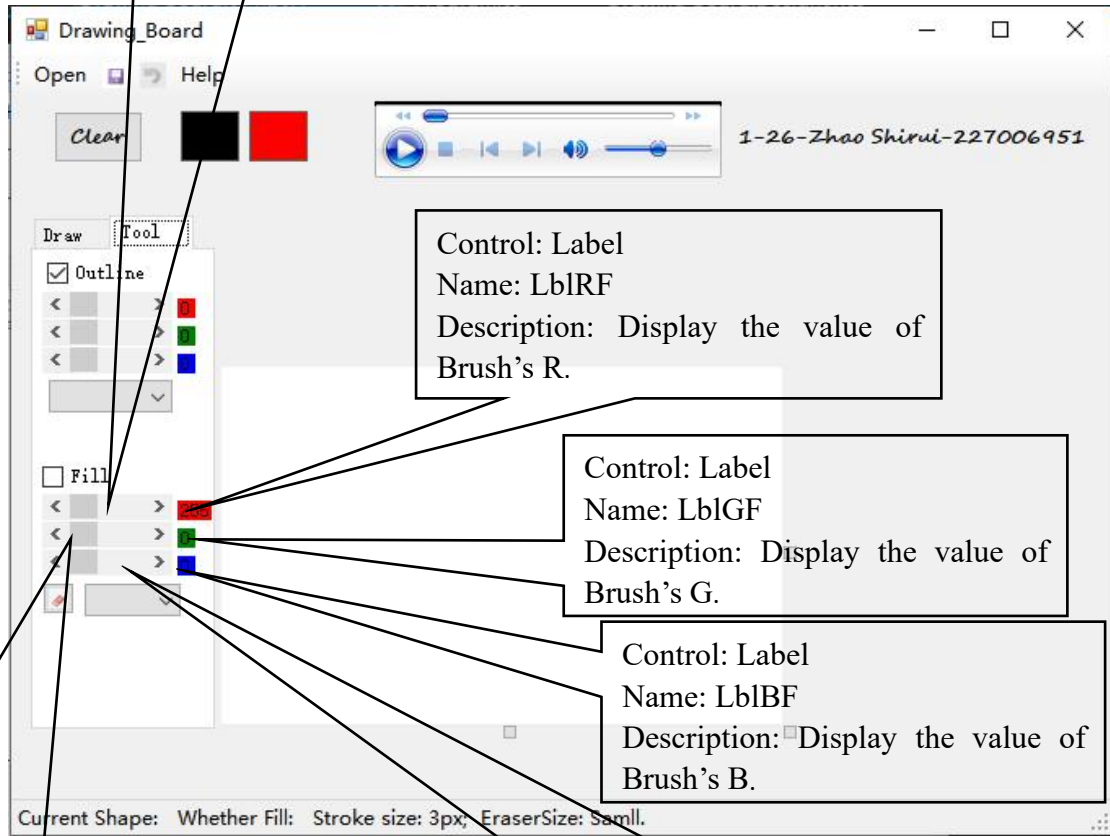 Drawing_Board
Open Help
Clear
1-26-Zhao Shirui-227006951
Draw Tool
Outline
0
0
0
Control: Label
Name: LblRF
Description: Display the value of
Brush’s R.
Fill
255
0
0
Control: Label
Name: LblGF
Description: Display the value of
Brush’s G.
Control: Label
Name: LblBF
Description: Display the value of
Brush’s B.
Current Shape: Whether Fill: Stroke size: 3px; EraserSize: Samll.